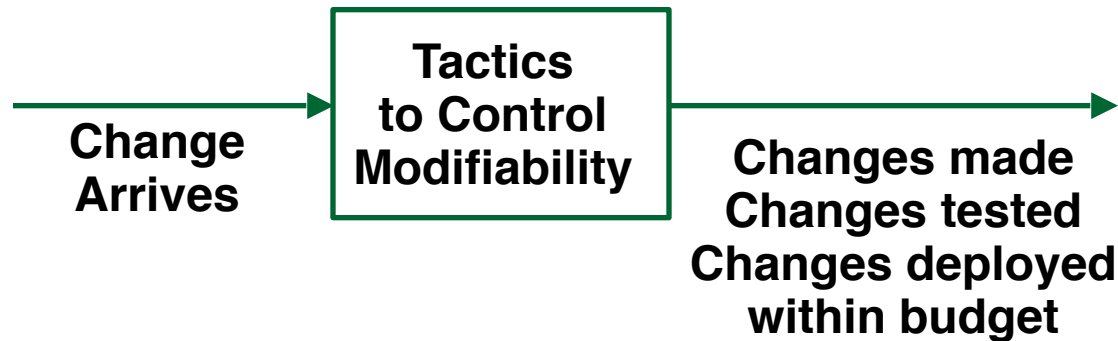 Change
Arrives
Tactics
to Control
Modifiability
Changes made
Changes tested
Changes deployed
within budget